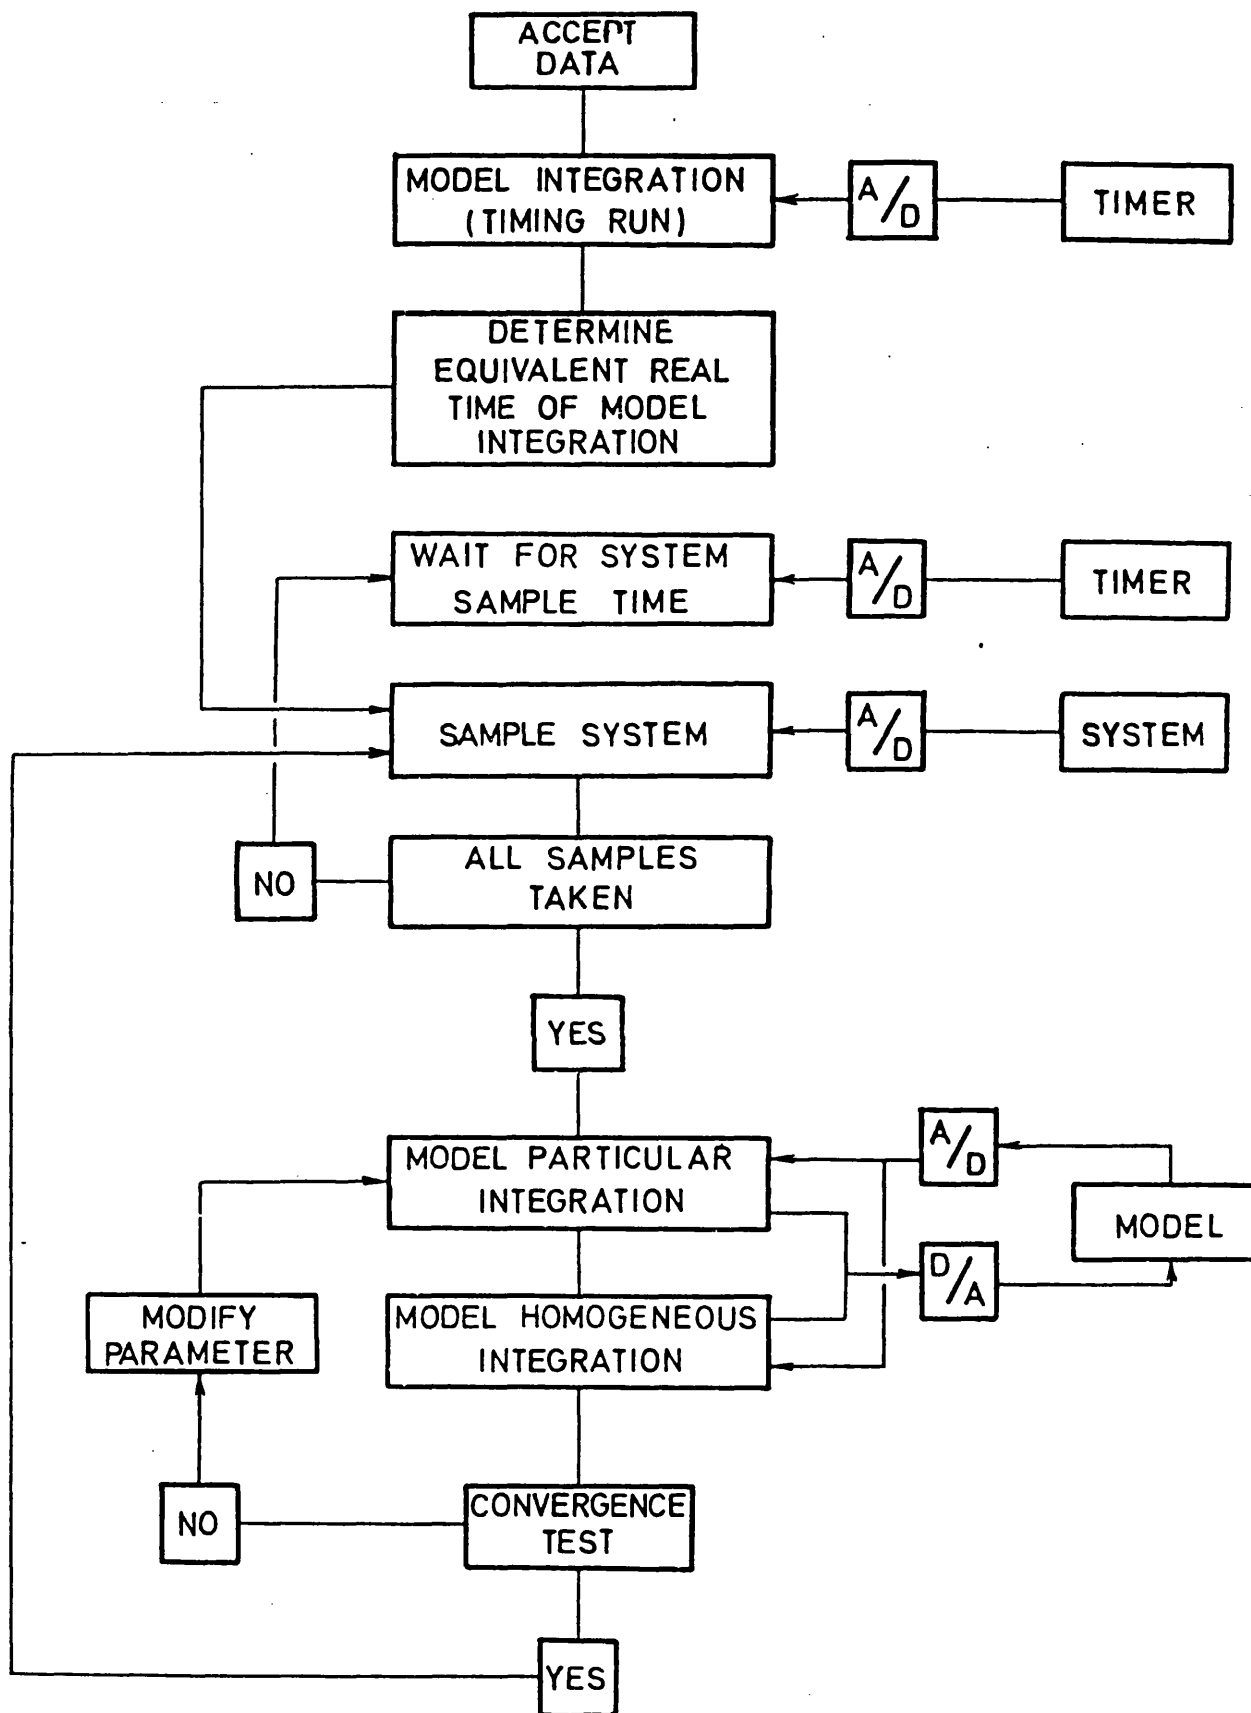 ACCEPT
DATA
MODEL INTEGRATION
(TIMING RUN)
A/D
TIMER
DETERMINE
EQUIVALENT REAL
TIME OF MODEL
INTEGRATION
WAIT FOR SYSTEM
SAMPLE TIME
A/D
TIMER
SAMPLE SYSTEM
A/D
SYSTEM
ALL SAMPLES
TAKEN
NO
YES
MODEL PARTICULAR
INTEGRATION
A/D
MODEL
D/A
MODIFY
PARAMETER
MODEL HOMOGENEOUS
INTEGRATION
NO
CONVERGENCE
TEST
YES